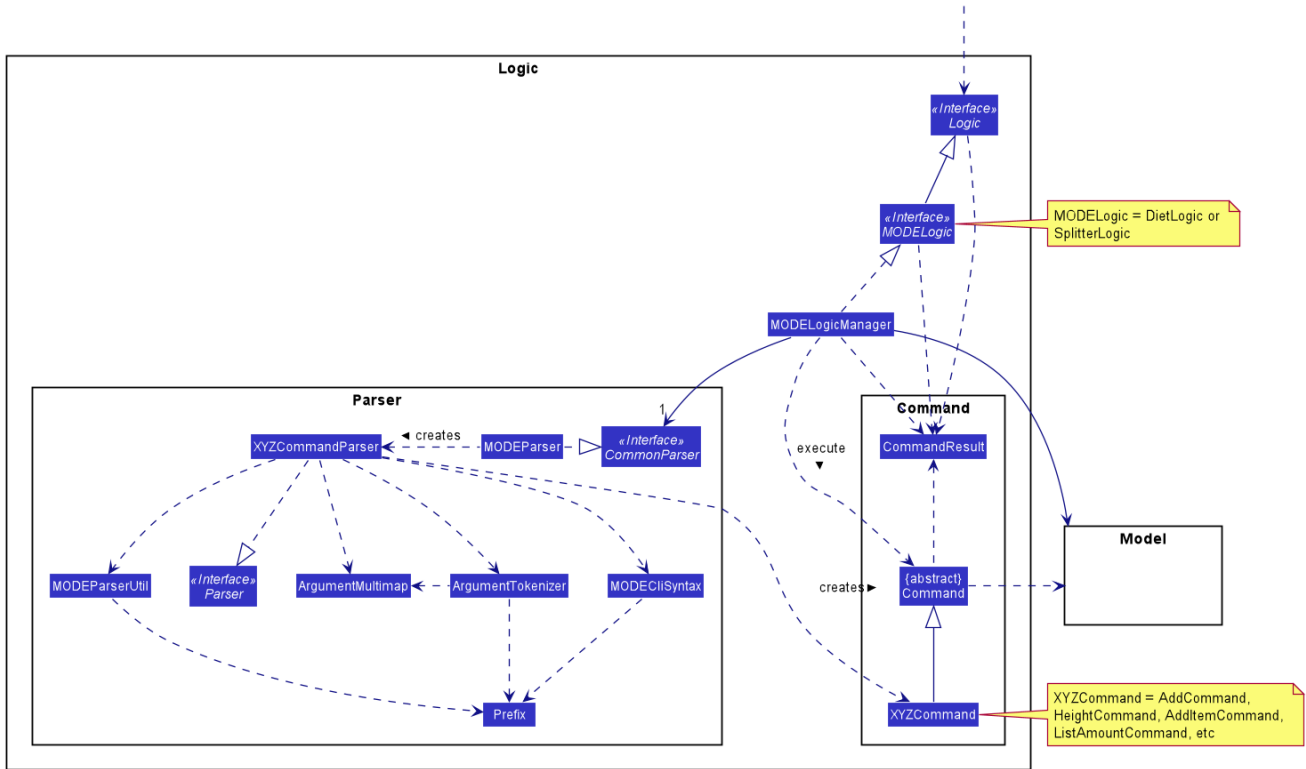 Logic
«Interface»
Logic
«Interface»
MODELogic
MODELogic = DietLogic or
SplitterLogic
MODELogicManager
Parser
1
Command
XYZCommandParser
◄ creates
MODEParser
«Interface»
CommonParser
execute
▼
CommandResult
Model
MODEParserUtil
«Interface»
Parser
ArgumentMultimap
ArgumentTokenizer
MODECliSyntax
creates ►
{abstract}
Command
Prefix
XYZCommand
XYZCommand = AddCommand,
HeightCommand, AddItemCommand,
ListAmountCommand, etc